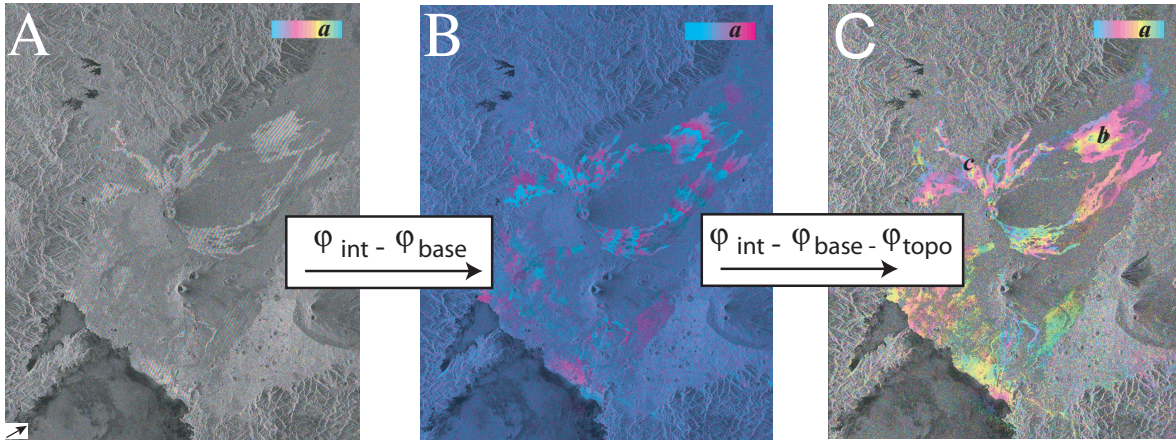 A
a
φ int - φ base
B
a
φ int - φ base - φ topo
C
a
b
c